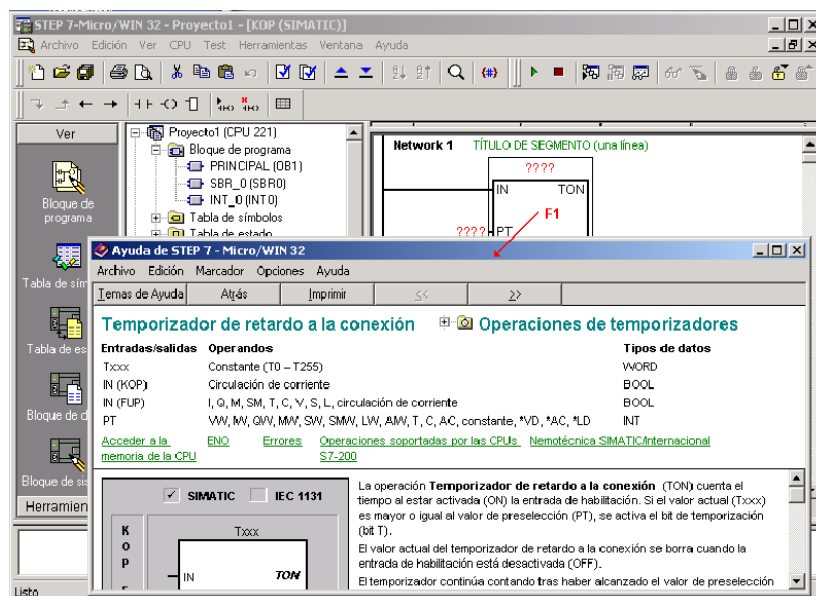 STEP 7-Micro/WIN 32 - Proyecto1 - [KOP (SIMATIC)]
Archivo Edición Ver CPU Test Herramientas Ventana Ayuda
Ver
Proyecto1 (CPU 221)
Bloque de programa
PRINCIPAL (OB1)
SBR_0 (SBR0)
INT_0 (INT0)
Tabla de símbolos
Tabla de estado
Bloque de
programa
Tabla de sím
Tabla de es
Bloque de d
Bloque de sis
Herramien
Listo
Network 1 TÍTULO DE SEGMENTO (una línea)
????
IN TON
F1
???? PT
Ayuda de STEP 7 - Micro/WIN 32
Archivo Edición Marcador Opciones Ayuda
Temas de Ayuda Atrás Imprimir << >>
Temporizador de retardo a la conexión Operaciones de temporizadores
Entradas/salidas Operandos Tipos de datos
Txxx Constante (T0 – T255) WORD
IN (KOP) Circulación de corriente BOOL
IN (FUP) I, Q, M, SM, T, C, V, S, L, circulación de corriente BOOL
PT VW, IW, QW, MW, SW, SMW, LW, AIW, T, C, AC, constante, *VD, *AC, *LD INT
Acceder a la memoria de la CPU ENO Errores Operaciones soportadas por las CPUs S7-200 Nemotécnica SIMATIC/Internacional
SIMATIC IEC 1131
K
O
P
Txxx
IN TON
La operación Temporizador de retardo a la conexión (TON) cuenta el
tiempo al estar activada (ON) la entrada de habilitación. Si el valor actual (Txxx)
es mayor o igual al valor de preselección (PT), se activa el bit de temporización
(bit T).
El valor actual del temporizador de retardo a la conexión se borra cuando la
entrada de habilitación está desactivada (OFF).
El temporizador continúa contando tras haber alcanzado el valor de preselección